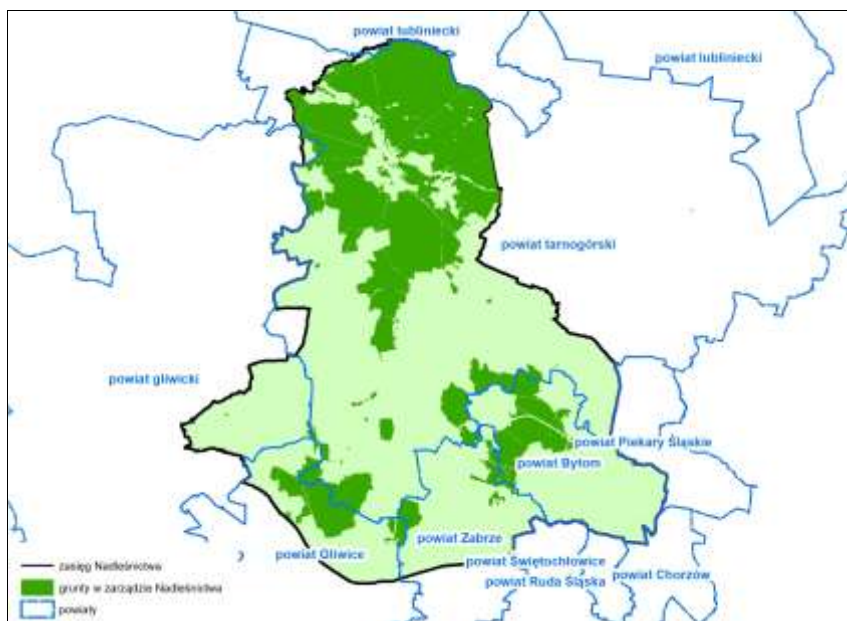 powiat lubliniecki
powiat lubliniecki
powiat tarnogórski
powiat gliwicki
powiat Piekary Śląskie
powiat Bytom
powiat Zabrze
powiat Gliwice
powiat Świętochłowice
powiat Ruda Śląska
powiat Chorzów
zasięg Nadleśnictwa
grunty w zarządzie Nadleśnictwa
powiaty